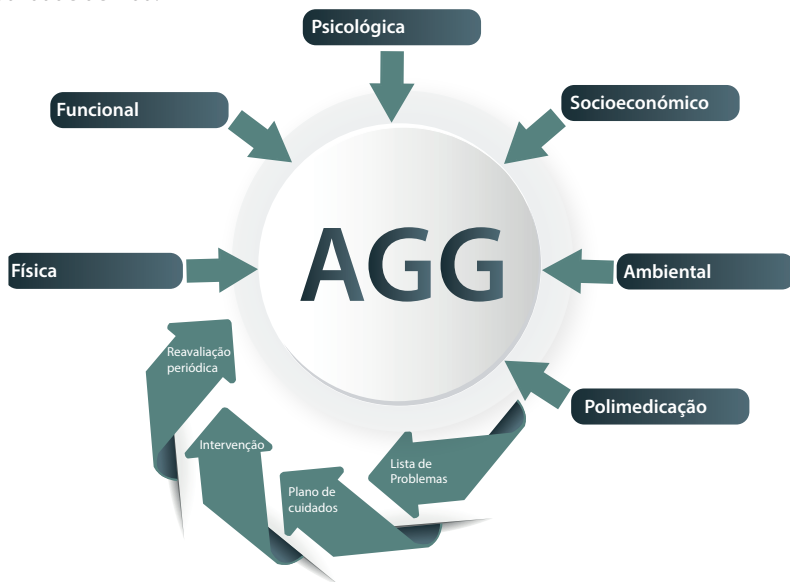 Psicológica
Funcional
Socioeconómico
AGG
Física
Ambiental
Polimedicação
Lista de
Problemas
Plano de
cuidados
Intervenção
Reavaliação
periódica